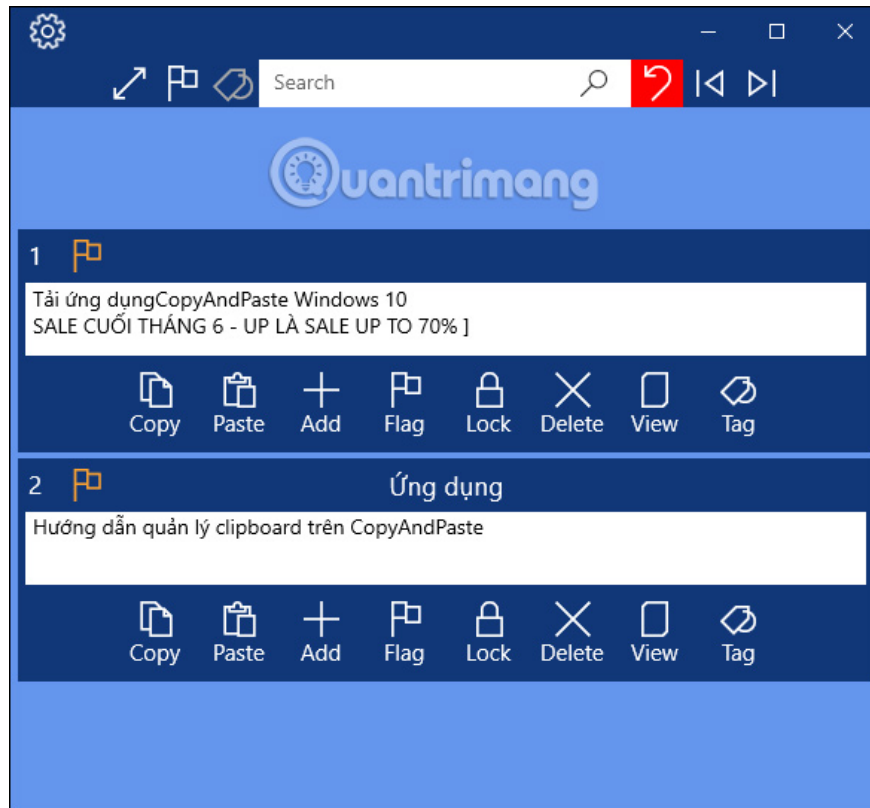 Search
Quantrimang
1
Tải ứng dụngCopyAndPaste Windows 10
SALE CUỐI THÁNG 6 - UP LÀ SALE UP TO 70% ]
Copy Paste Add Flag Lock Delete View Tag
2 Ứng dụng
Hướng dẫn quản lý clipboard trên CopyAndPaste
Copy Paste Add Flag Lock Delete View Tag